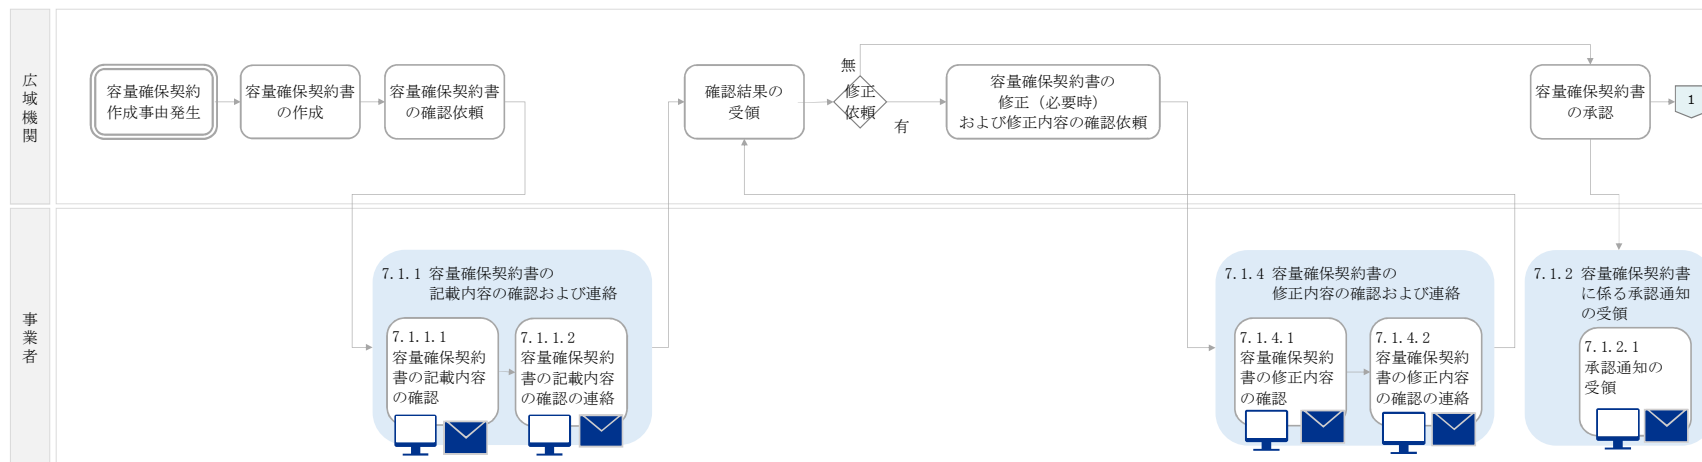 広域機関
容量確保契約
作成事由発生
容量確保契約書
の作成
容量確保契約書
の確認依頼
確認結果の
受領
無
修正
依頼
有
容量確保契約書の
修正（必要時）
および修正内容の確認依頼
容量確保契約書
の承認
1
事業者
7.1.1 容量確保契約書の
記載内容の確認および連絡
7.1.1.1
容量確保契約
書の記載内容
の確認
7.1.1.2
容量確保契約
書の記載内容
の確認の連絡
7.1.4 容量確保契約書の
修正内容の確認および連絡
7.1.4.1
容量確保契約
書の修正内容
の確認
7.1.4.2
容量確保契約
書の修正内容
の確認の連絡
7.1.2 容量確保契約書
に係る承認通知
の受領
7.1.2.1
承認通知の
受領